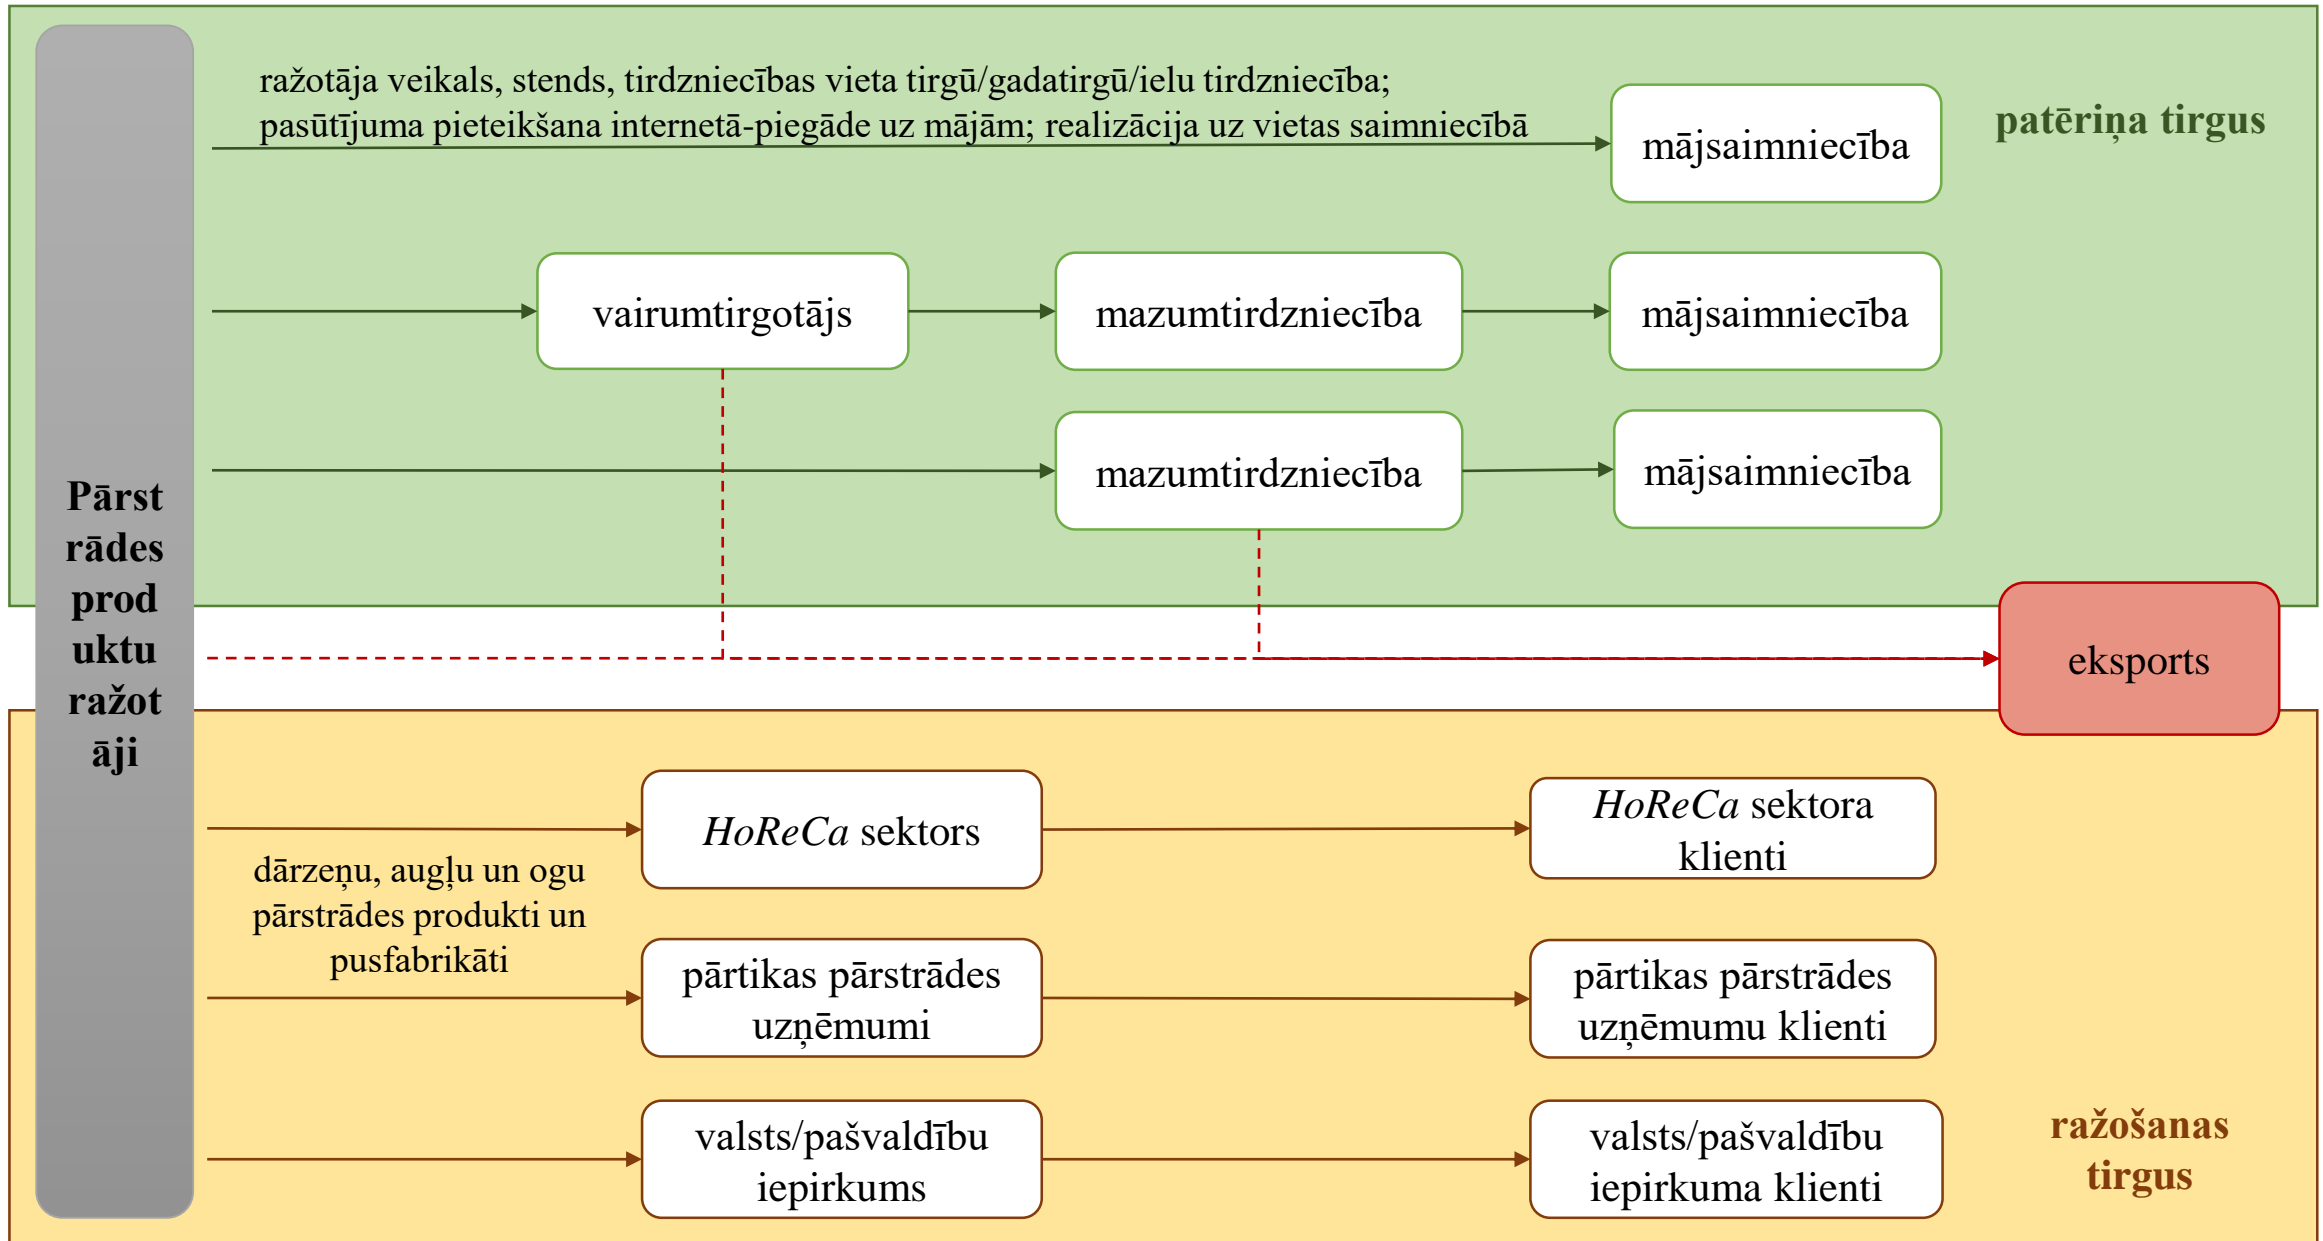 ražotāja veikals, stends, tirdzniecības vieta tirgū/gadatirgū/ielu tirdzniecība;
pasūtījuma pieteikšana internetā-piegāde uz mājām; realizācija uz vietas saimniecībā
mājsaimniecība
patēriņa tirgus
vairumtirgotājs
mazumtirdzniecība
mājsaimniecība
mazumtirdzniecība
mājsaimniecība
Pārst
rādes
prod
uktu
ražot
āji
eksports
HoReCa sektors
HoReCa sektora
klienti
dārzeņu, augļu un ogu
pārstrādes produkti un
pusfabrikāti
pārtikas pārstrādes
uzņēmumi
pārtikas pārstrādes
uzņēmumu klienti
valsts/pašvaldību
iepirkums
valsts/pašvaldību
iepirkuma klienti
ražošanas
tirgus